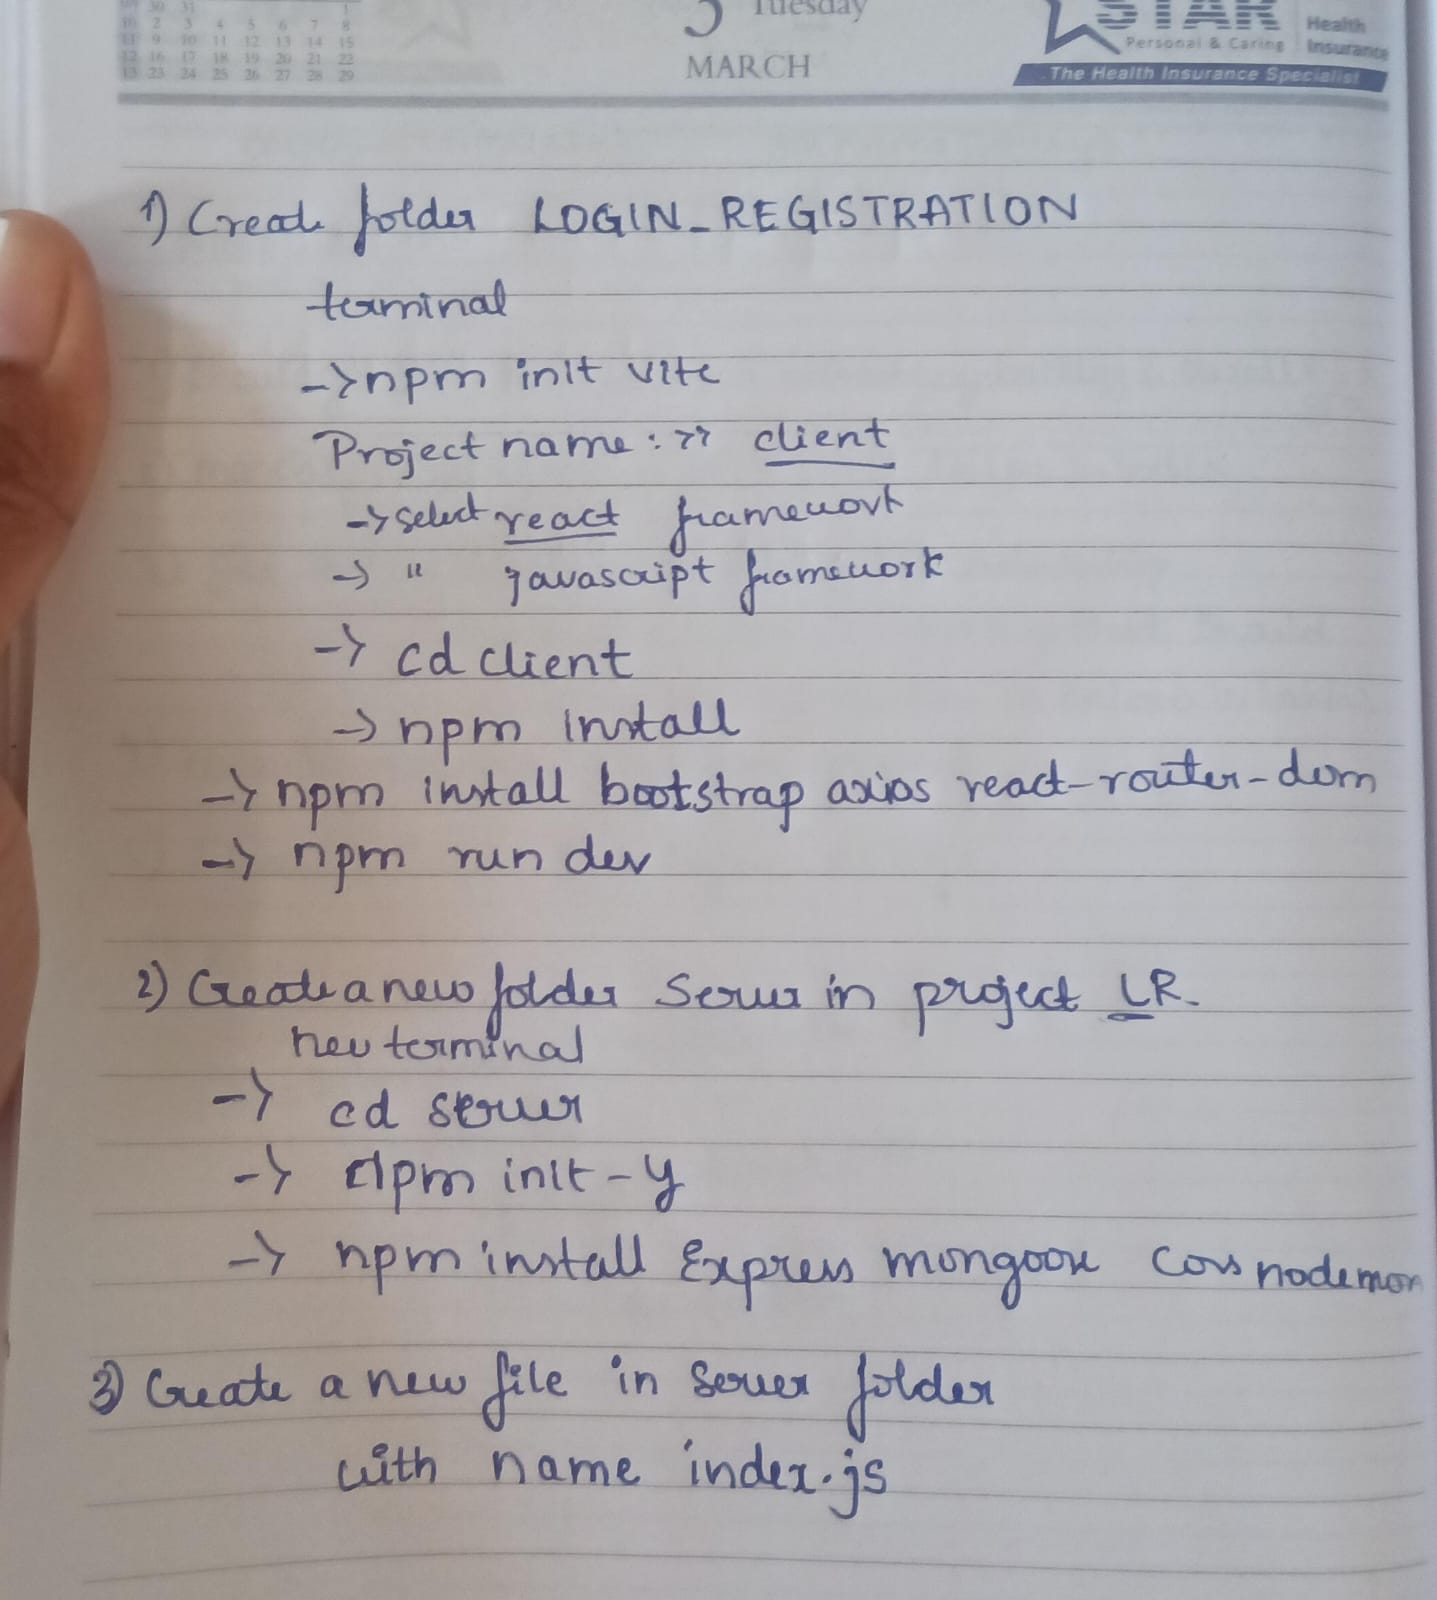 30 31 1
2 3 4 5 6 7 8
11 9 10 11 12 13 14 15
12 16 17 18 19 20 21 22
13 23 24 25 26 27 28 29
3 Tuesday
MARCH
STAR Health
Personal & Caring Insurance
The Health Insurance Specialist
1) Create folder LOGIN_REGISTRATION
terminal
->npm init vite
Project name: >> client
->select react framework
-> " javascript framework
-> cd client
-> npm install
-> npm install bootstrap axios react-router-dom
-> npm run dev
2) Create a new folder Server in project LR.
new terminal
-> cd server
-> npm init -y
-> npm install Express mongoose Cors nodemon
3) Create a new file in Server folder
with name index.js